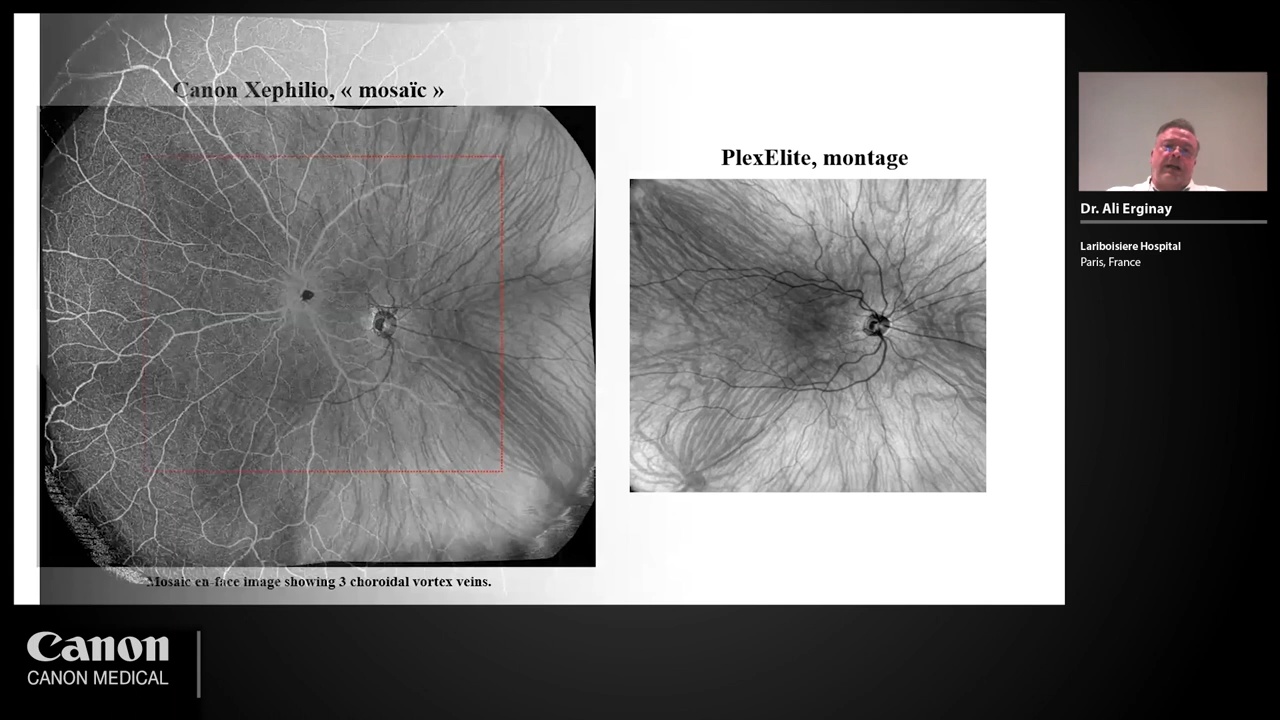 Canon Xephilio, « mosaïc »
PlexElite, montage
Mosaic en-face image showing 3 choroidal vortex veins.
Dr. Ali Erginay
Lariboisiere Hospital
Paris, France
Canon
CANON MEDICAL